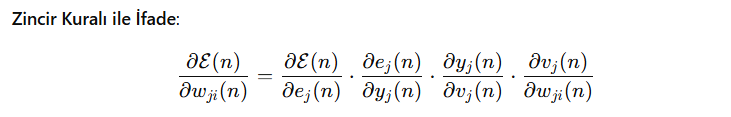 Zincir Kuralı ile İfade:
∂ℰ(n)/∂w_ji(n) = ∂ℰ(n)/∂e_j(n) · ∂e_j(n)/∂y_j(n) · ∂y_j(n)/∂v_j(n) · ∂v_j(n)/∂w_ji(n)